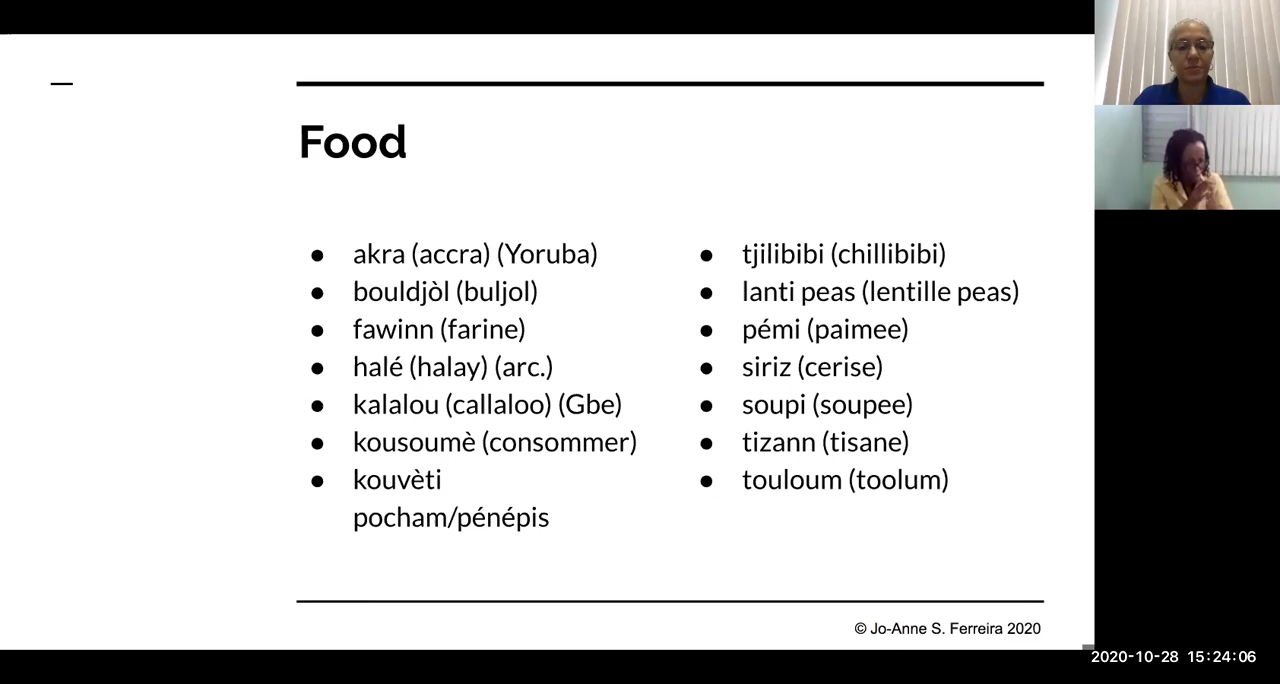 Food
● akra (accra) (Yoruba)
● bouldjòl (buljol)
● fawinn (farine)
● halé (halay) (arc.)
● kalalou (callaloo) (Gbe)
● kousoumè (consommer)
● kouvèti
pocham/pénépis
● tjilibibi (chillibibi)
● lanti peas (lentille peas)
● pémi (paimee)
● siriz (cerise)
● soupi (soupee)
● tizann (tisane)
● touloum (toolum)
© Jo-Anne S. Ferreira 2020
2020-10-28 15:24:06